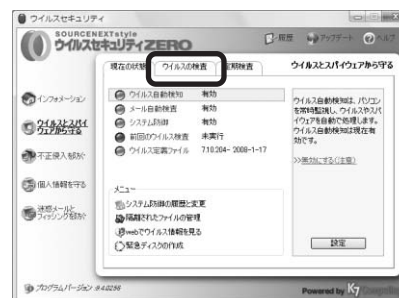 ウイルスセキュリティ
SOURCENEXTstyle
ウイルスセキュリティZERO
履歴 アップデート ヘルプ
現在の状態 ウイルスの検査 定期検査 ウイルスとスパイウェアから守る
インフォメーション
ウイルスとスパイウェアから守る
不正侵入を防ぐ
個人情報を守る
迷惑メールとフィッシングを防ぐ
ウイルス自動検知 有効
メール自動検査 有効
システム防御 有効
前回のウイルス検査 未実行
ウイルス定義ファイル 7.10.204- 2008-1-17
メニュー
システム防御の履歴と変更
隔離されたファイルの管理
webでウイルス情報を見る
緊急ディスクの作成
ウイルス自動検知は、パソコンを常時監視し、ウイルスやスパイウェアを自動で処理します。
ウイルス自動検知は現在有効です。
>>無効にする(注意)
設定
プログラムバージョン 9.4.0256
Powered by K7